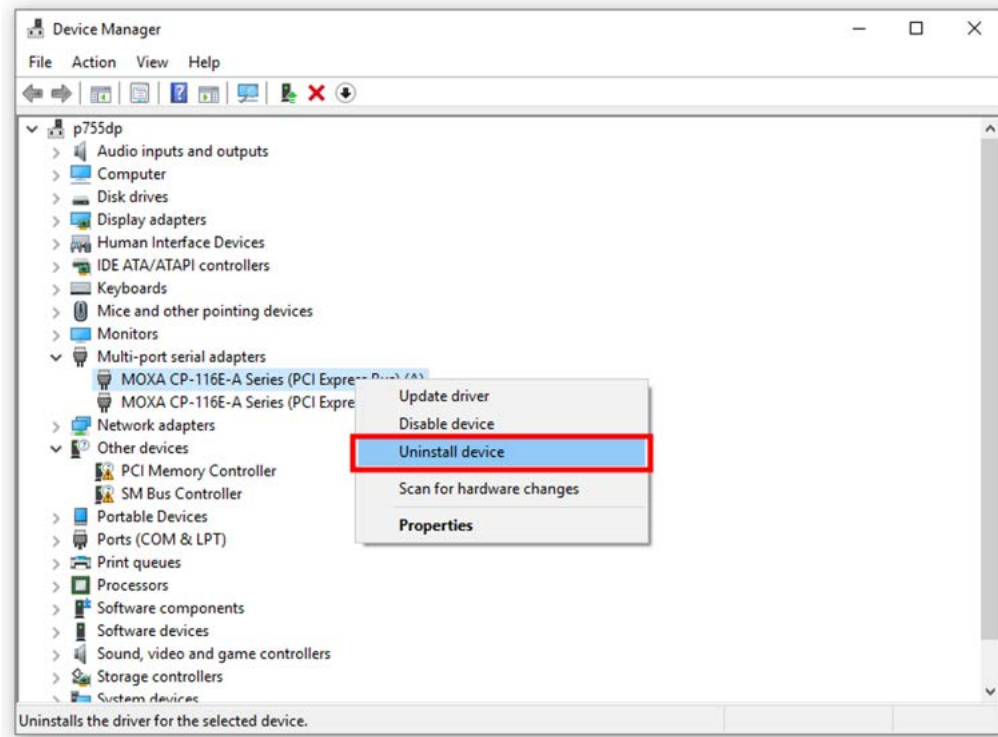 Device Manager
File Action View Help
p755dp
Audio inputs and outputs
Computer
Disk drives
Display adapters
Human Interface Devices
IDE ATA/ATAPI controllers
Keyboards
Mice and other pointing devices
Monitors
Multi-port serial adapters
MOXA CP-116E-A Series (PCI Express Bus) (A)
MOXA CP-116E-A Series (PCI Expre
Network adapters
Other devices
PCI Memory Controller
SM Bus Controller
Portable Devices
Ports (COM & LPT)
Print queues
Processors
Software components
Software devices
Sound, video and game controllers
Storage controllers
System devices
Update driver
Disable device
Uninstall device
Scan for hardware changes
Properties
Uninstalls the driver for the selected device.